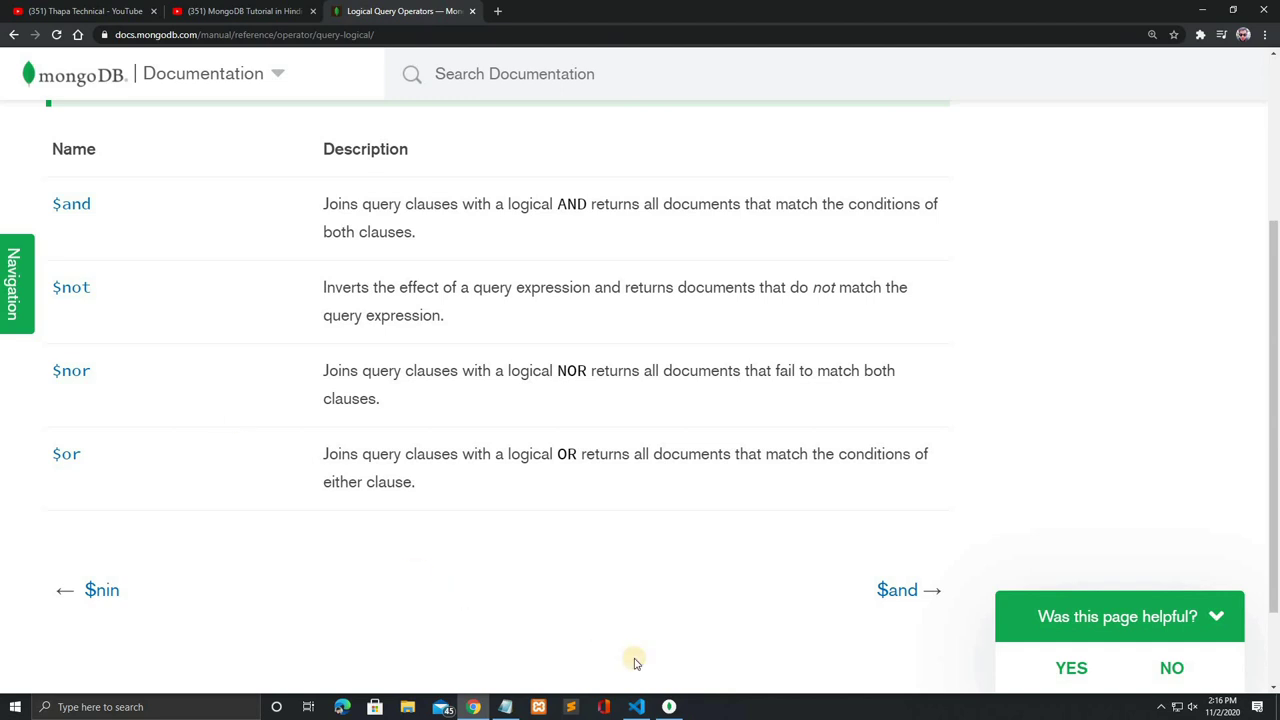 (351) Thapa Technical - YouTube
(351) MongoDB Tutorial in Hind
Logical Query Operators — Mon
docs.mongodb.com/manual/reference/operator/query-logical/
mongoDB. Documentation
Search Documentation
Navigation
Name Description
$and Joins query clauses with a logical AND returns all documents that match the conditions of
both clauses.
$not Inverts the effect of a query expression and returns documents that do not match the
query expression.
$nor Joins query clauses with a logical NOR returns all documents that fail to match both
clauses.
$or Joins query clauses with a logical OR returns all documents that match the conditions of
either clause.
← $nin
$and →
Was this page helpful?
YES NO
Type here to search
45
2:16 PM
11/2/2020